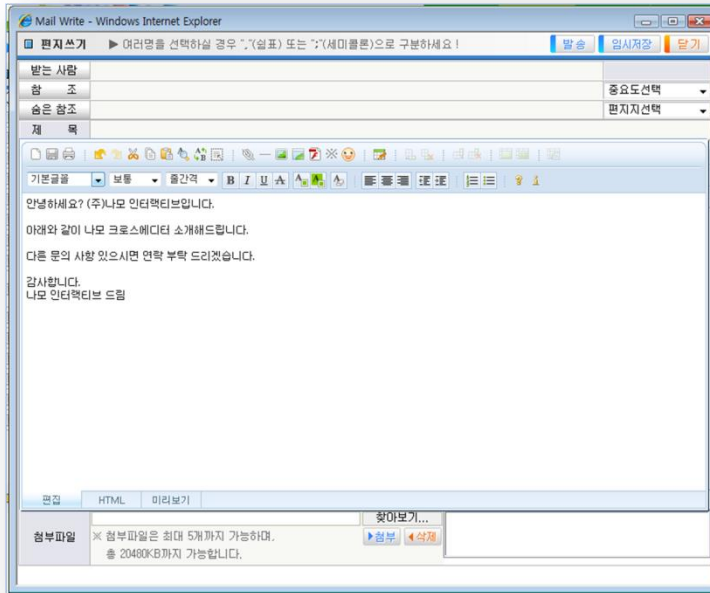 Mail Write - Windows Internet Explorer
편지쓰기 ▶ 여러명을 선택하실 경우 ","(쉼표) 또는 ";"(세미콜론)으로 구분하세요 !
발송 임시저장 닫기
받는 사람
참 조 중요도선택
숨은 참조 편지지선택
제 목
기본글꼴 보통 줄간격 B I U A
안녕하세요? (주)나모 인터랙티브입니다.
아래와 같이 나모 크로스에디터 소개해드립니다.
다른 문의 사항 있으시면 연락 부탁 드리겠습니다.
감사합니다.
나모 인터랙티브 드림
편집 HTML 미리보기
찾아보기...
첨부파일 ※ 첨부파일은 최대 5개까지 가능하며, ▶첨부 ◀삭제
총 20480KB까지 가능합니다.